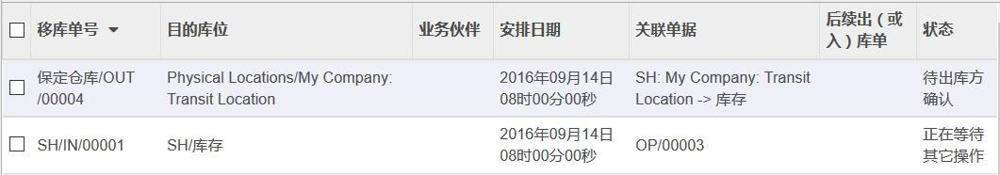 移库单号 目的库位 业务伙伴 安排日期 关联单据 后续出（或
入）库单 状态
保定仓库/OUT
/00004 Physical Locations/My Company:
Transit Location 2016年09月14日
08时00分00秒 SH: My Company: Transit
Location -> 库存 待出库方
确认
SH/IN/00001 SH/库存 2016年09月14日
08时00分00秒 OP/00003 正在等待
其它操作